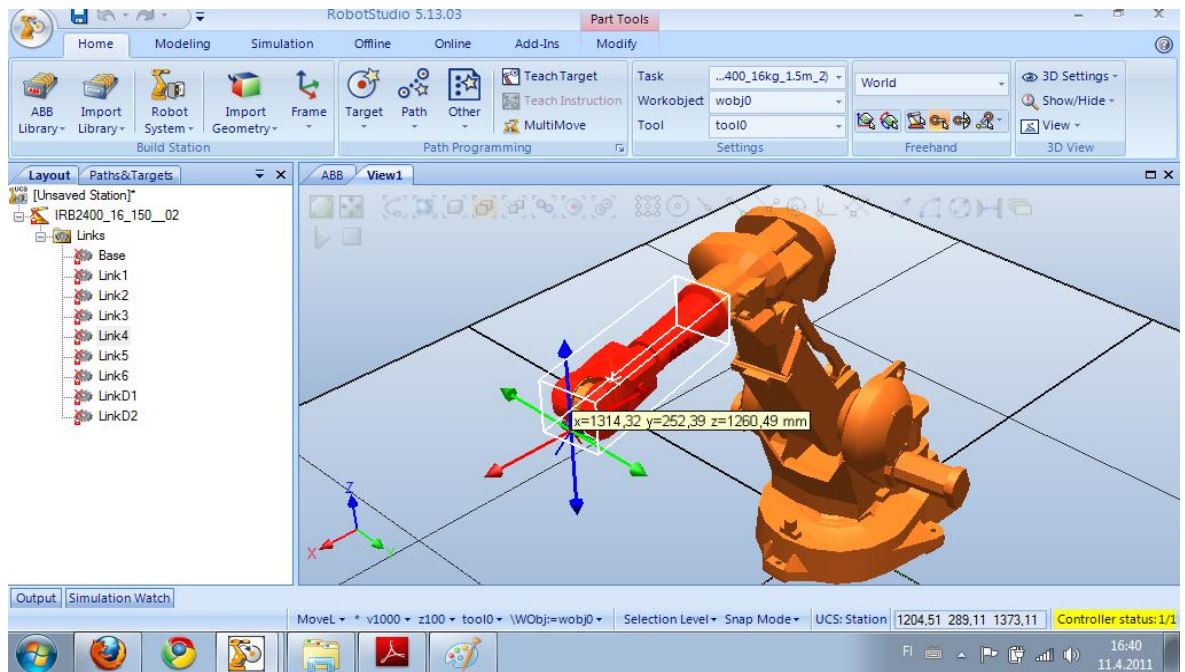 RobotStudio 5.13.03
Part Tools
Home Modeling Simulation Offline Online Add-Ins Modify
ABB Library
Import Library
Robot System
Import Geometry
Frame
Build Station
Target
Path
Other
Teach Target
Teach Instruction
MultiMove
Path Programming
Task ...400_16kg_1.5m_2)
Workobject wobj0
Tool tool0
Settings
World
Freehand
3D Settings
Show/Hide
View
3D View
Layout Paths&Targets
ABB View1
UCS
[Unsaved Station]*
IRB2400_16_150__02
Links
Base
Link1
Link2
Link3
Link4
Link5
Link6
LinkD1
LinkD2
x=1314,32 y=252,39 z=1260,49 mm
Z
X
Y
Output Simulation Watch
MoveL * v1000 z100 tool0 \WObj:=wobj0 Selection Level Snap Mode UCS: Station 1204,51 289,11 1373,11 Controller status: 1/1
FI
16:40
11.4.2011